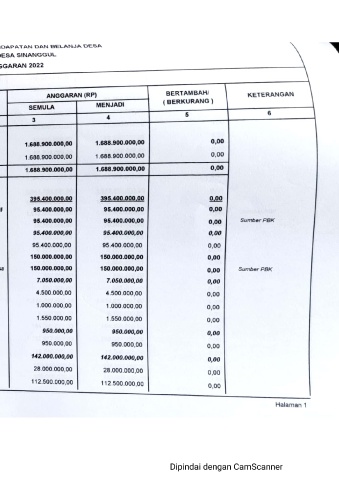 DAPATAN DAN BELANJA DESA
DESA SINANGGUL
GGARAN 2022
ANGGARAN (RP) BERTAMBAH/ (BERKURANG) KETERANGAN
SEMULA MENJADI
3 4 5 6
1.688.900.000,00 1.688.900.000,00 0,00
1.688.900.000,00 1.688.900.000,00 0,00
1.688.900.000,00 1.688.900.000,00 0,00
395.400.000,00 395.400.000,00 0,00
95.400.000,00 95.400.000,00 0,00
95.400.000,00 95.400.000,00 0,00 Sumber PBK
95.400.000,00 95.400.000,00 0,00
95.400.000,00 95.400.000,00 0,00
150.000.000,00 150.000.000,00 0,00
150.000.000,00 150.000.000,00 0,00 Sumber PBK
7.050.000,00 7.050.000,00 0,00
4.500.000,00 4.500.000,00 0,00
1.000.000,00 1.000.000,00 0,00
1.550.000,00 1.550.000,00 0,00
950.000,00 950.000,00 0,00
950.000,00 950.000,00 0,00
142.000.000,00 142.000.000,00 0,00
28.000.000,00 28.000.000,00 0,00
112.500.000,00 112.500.000,00 0,00
Halaman 1
Dipindai dengan CamScanner